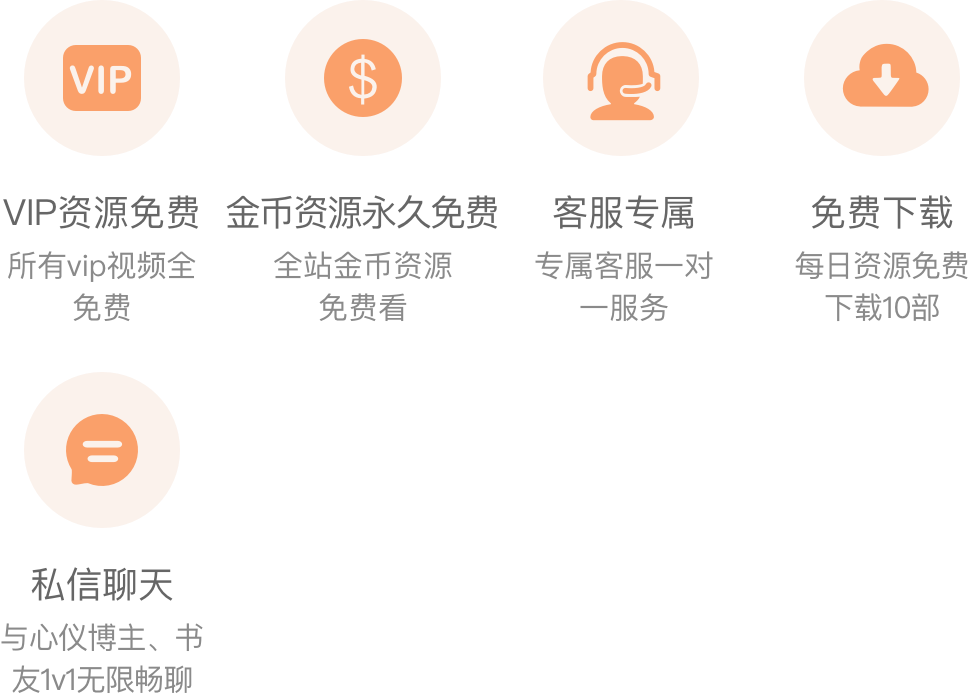 VIP
$
VIP资源免费
金币资源永久免费
客服专属
免费下载
所有vip视频全
免费
全站金币资源
免费看
专属客服一对
一服务
每日资源免费
下载10部
私信聊天
与心仪博主、书
友1v1无限畅聊